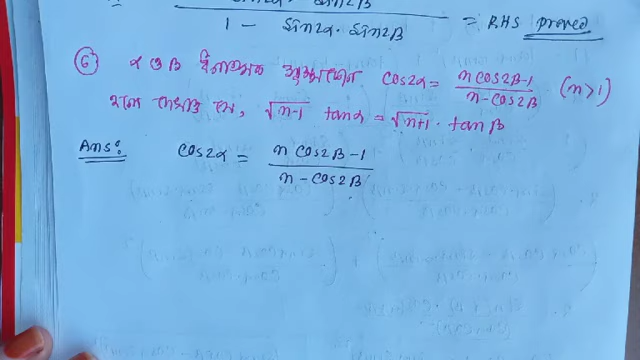 1 - Sin2α. Sin2β = RHS Proved
⑥ α ও β ধনাত্মক সূক্ষ্মকোণ Cos2α = n Cos2β-1 / n-Cos2β (n>1)
হলে দেখাও যে, √n-1 tanα = √n+1 . tanβ
Ans: Cos2α = n Cos2β-1 / n-Cos2β